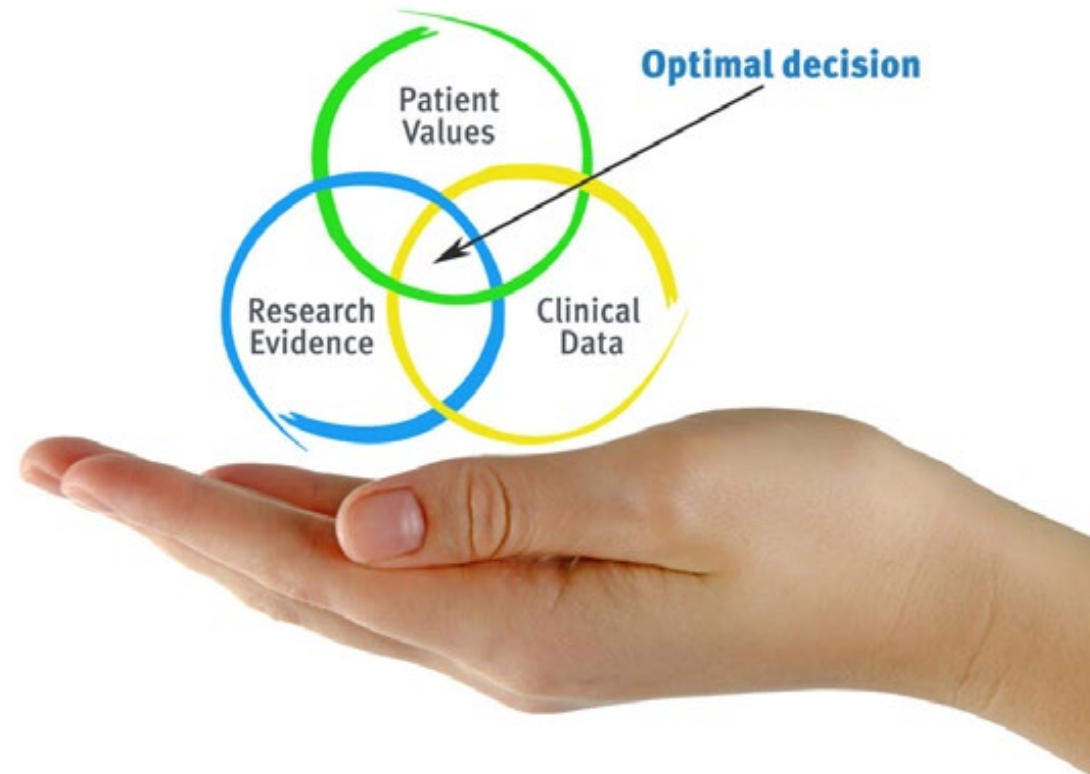 Optimal decision
Patient
Values
Research
Evidence
Clinical
Data